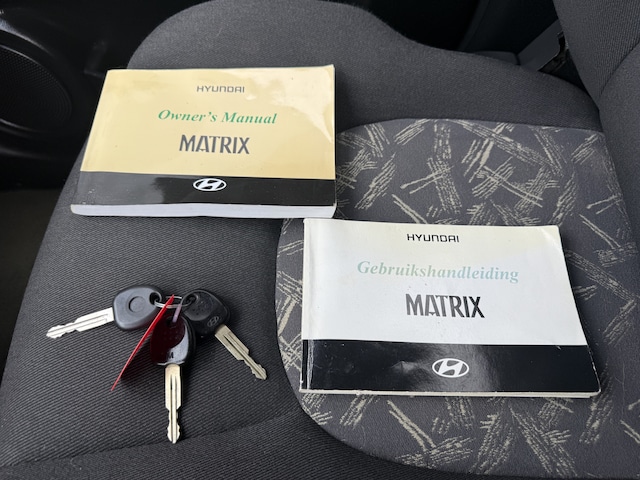 HYUNDAI
Owner's Manual
MATRIX
HYUNDAI
Gebruikshandleiding
MATRIX